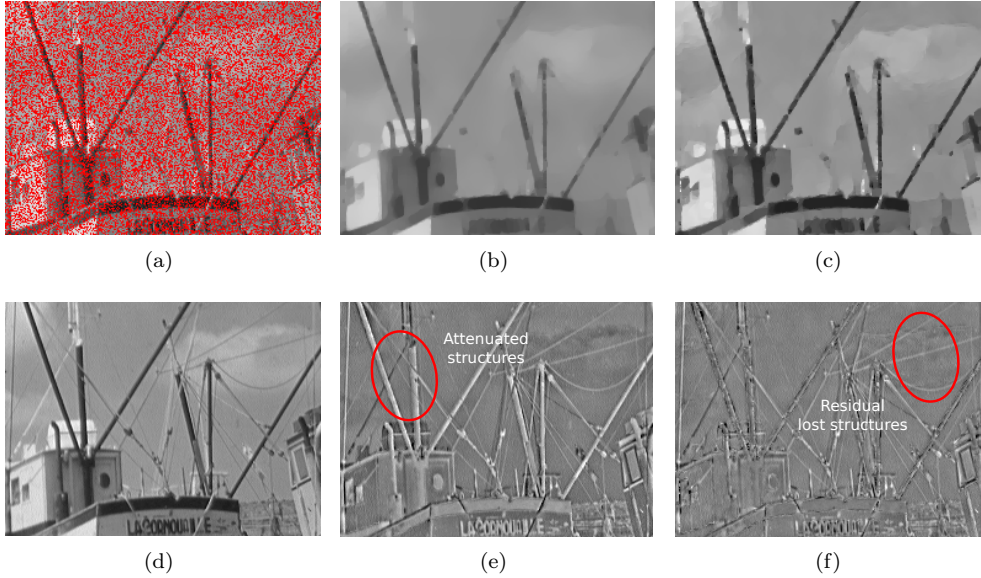 (a)
(b)
(c)
Attenuated
structures
Residual
lost structures
(d)
(e)
(f)